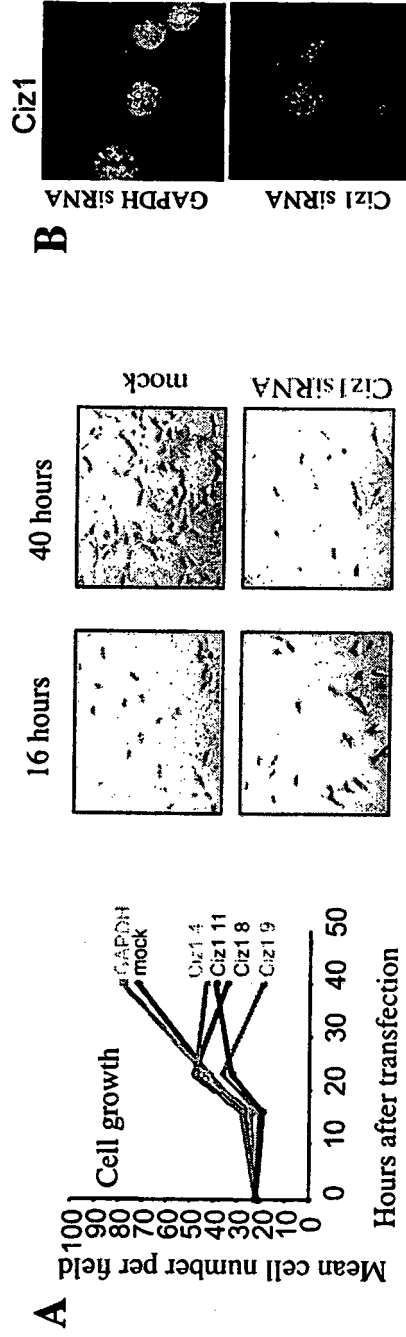 A
Cell growth
Mean cell number per field
100
90
80
70
60
50
40
30
20
10
0
0
10
20
30
40
50
Hours after transfection
GAPDH
mock
Ciz1 4
Ciz1 11
Ciz1 8
Ciz1 9
16 hours
40 hours
mock
Ciz1 siRNA
B
Ciz1
GAPDH siRNA
Ciz1 siRNA